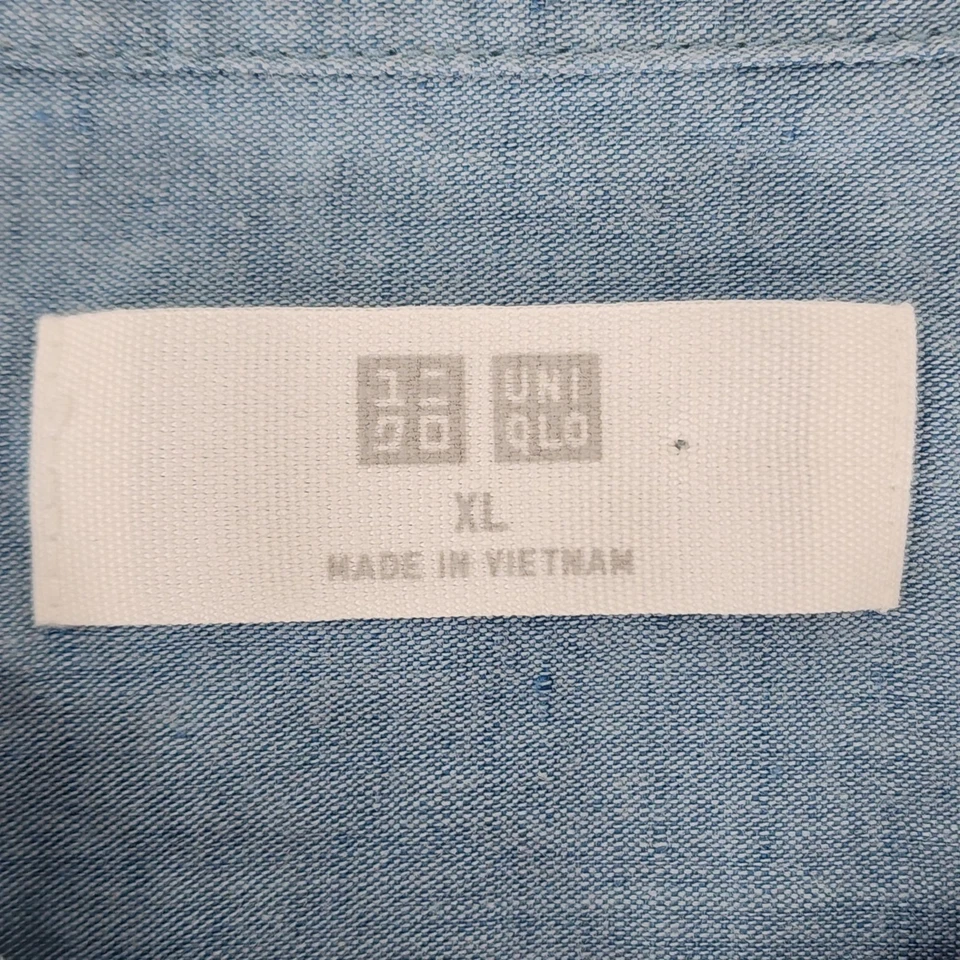 ユニ UNI
クロ QLO
XL
MADE IN VIETNAM